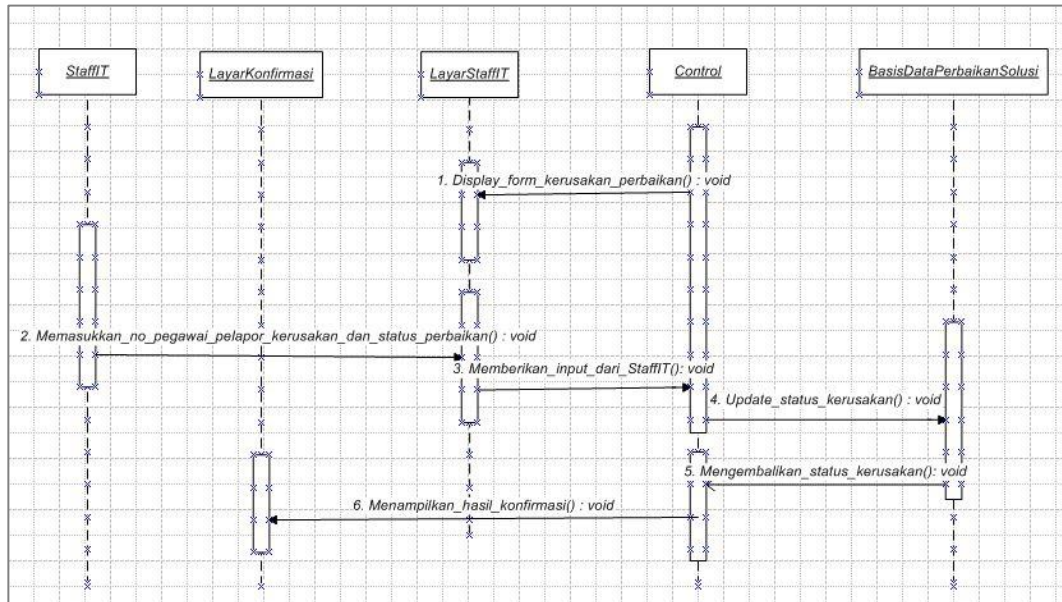 StaffIT
LayarKonfirmasi
LayarStaffIT
Control
BasisDataPerbaikanSolusi
1. Display_form_kerusakan_perbaikan() : void
2. Memasukkan_no_pegawai_pelapor_kerusakan_dan_status_perbaikan() : void
3. Memberikan_input_dari_StaffIT(): void
4. Update_status_kerusakan() : void
5. Mengembalikan_status_kerusakan(): void
6. Menampilkan_hasil_konfirmasi() : void